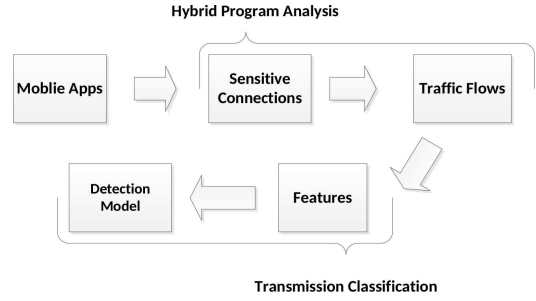 Hybrid Program Analysis
Moblie Apps
Sensitive
Connections
Traffic Flows
Features
Detection
Model
Transmission Classification